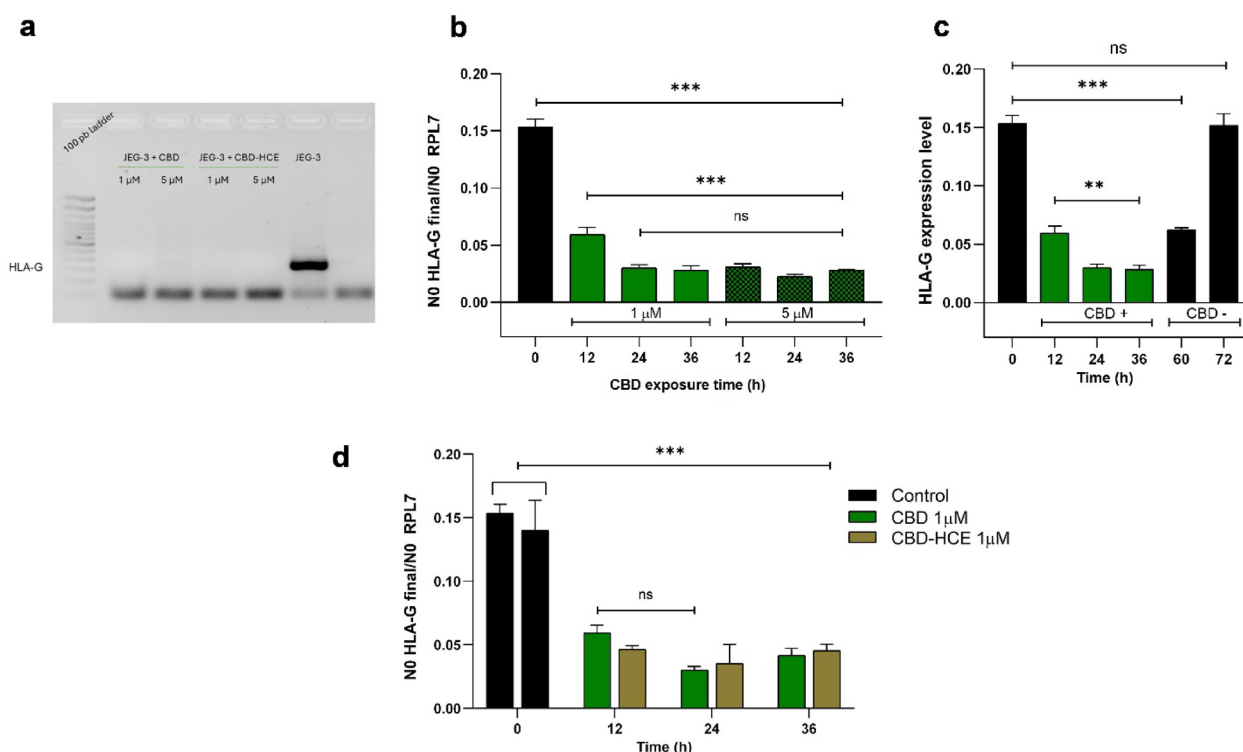 a
100 pb ladder
JEG-3 + CBD JEG-3 + CBD-HCE JEG-3
1 µM 5 µM 1 µM 5 µM
HLA-G
b
N0 HLA-G final/N0 RPL7
0.20
0.15
0.10
0.05
0.00
***
***
ns
1 µM 5 µM
0 12 24 36 12 24 36
CBD exposure time (h)
c
HLA-G expression level
0.20
0.15
0.10
0.05
0.00
ns
***
**
CBD + CBD -
0 12 24 36 60 72
Time (h)
d
N0 HLA-G final/N0 RPL7
0.20
0.15
0.10
0.05
0.00
***
ns
0 12 24 36
Time (h)
Control
CBD 1µM
CBD-HCE 1µM